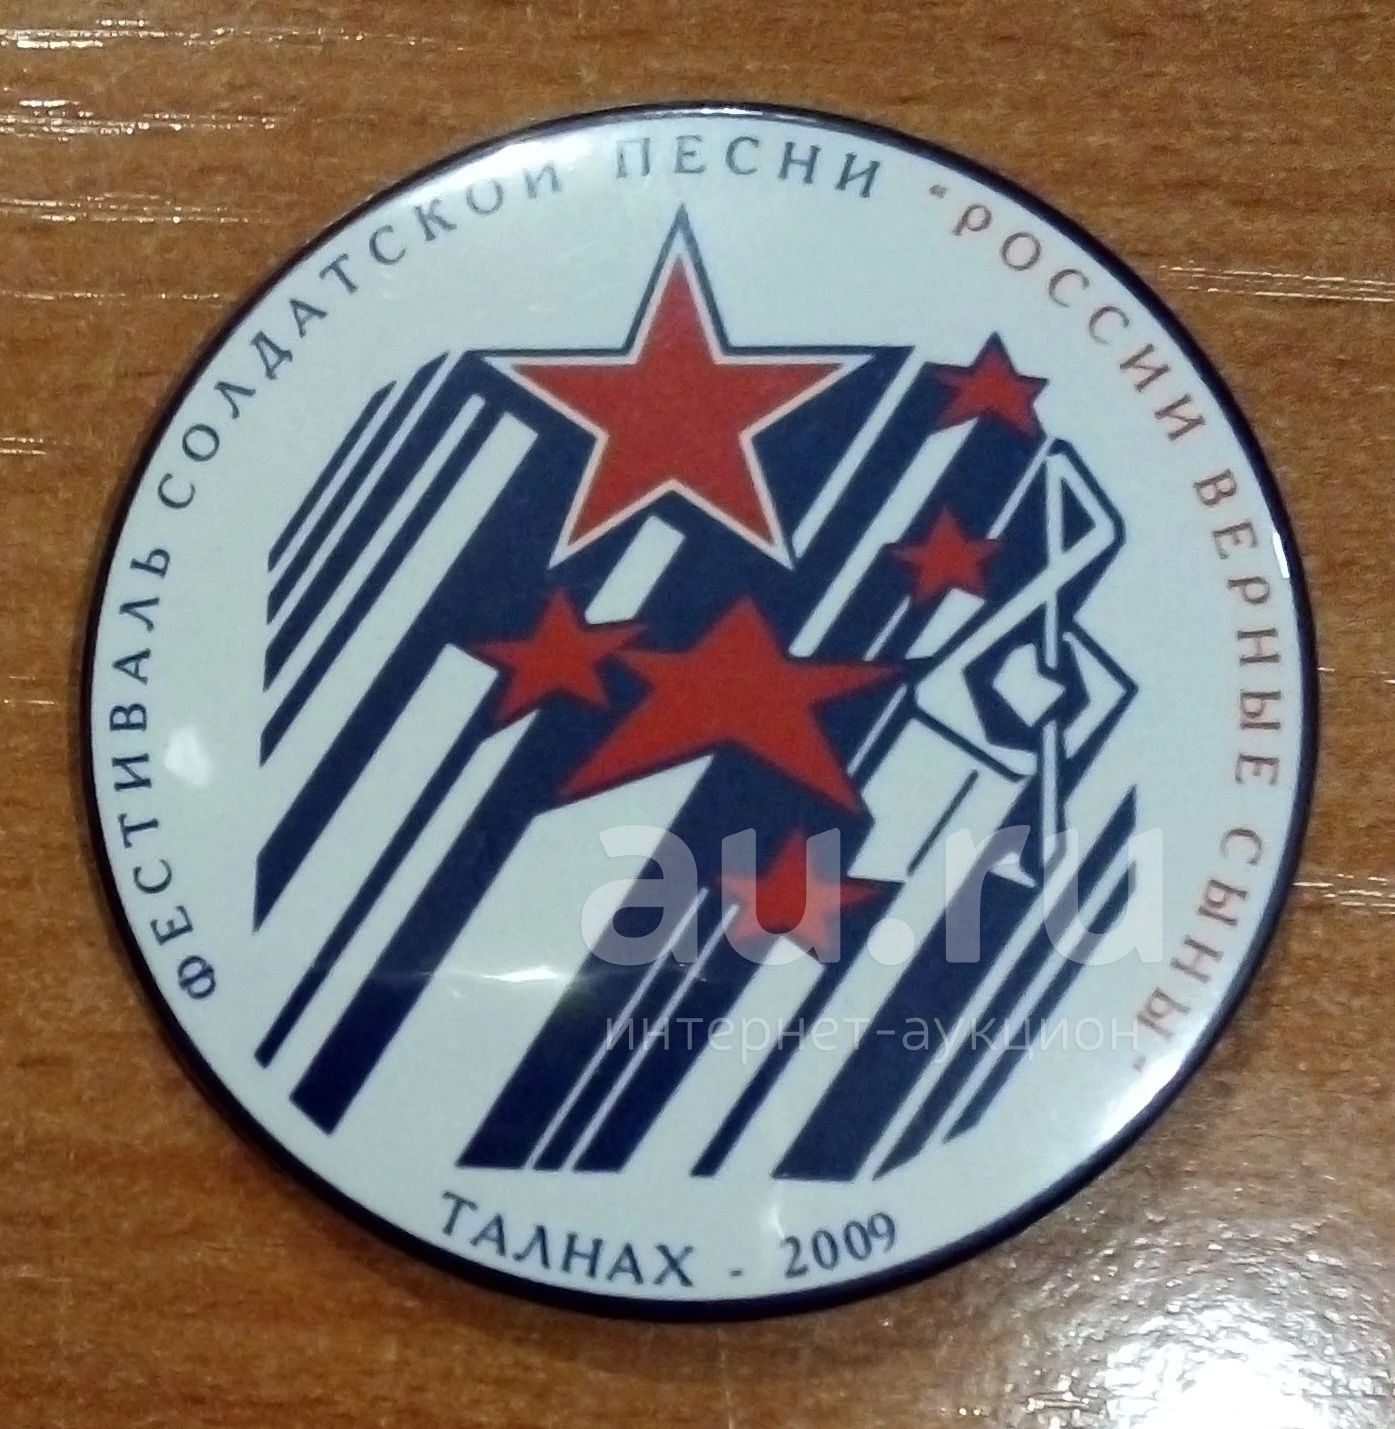 ФЕСТИВАЛЬ СОЛДАТСКОЙ ПЕСНИ "РОССИИ ВЕРНЫЕ СЫНЫ"
ТАЛНАХ - 2009
au.ru
интернет-аукцион